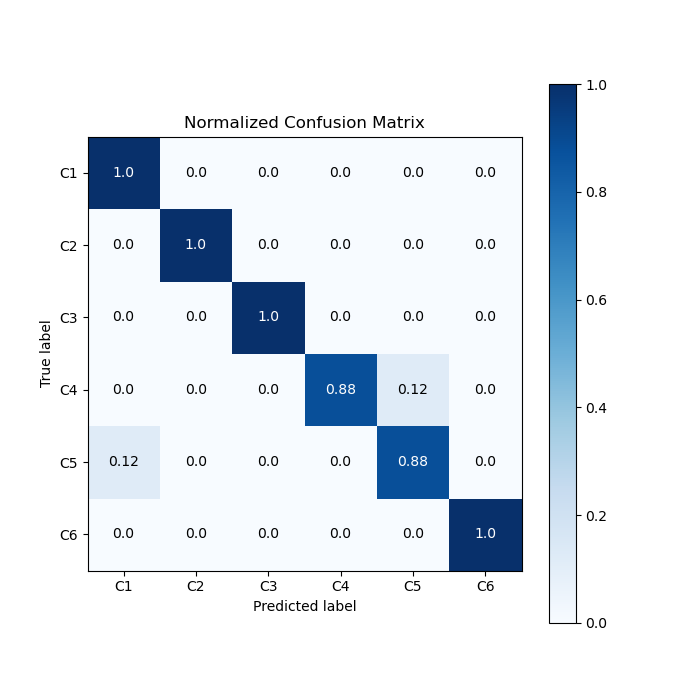 Normalized Confusion Matrix
True label
C1 1.0 0.0 0.0 0.0 0.0 0.0
C2 0.0 1.0 0.0 0.0 0.0 0.0
C3 0.0 0.0 1.0 0.0 0.0 0.0
C4 0.0 0.0 0.0 0.88 0.12 0.0
C5 0.12 0.0 0.0 0.0 0.88 0.0
C6 0.0 0.0 0.0 0.0 0.0 1.0
C1 C2 C3 C4 C5 C6
Predicted label
1.0
0.8
0.6
0.4
0.2
0.0